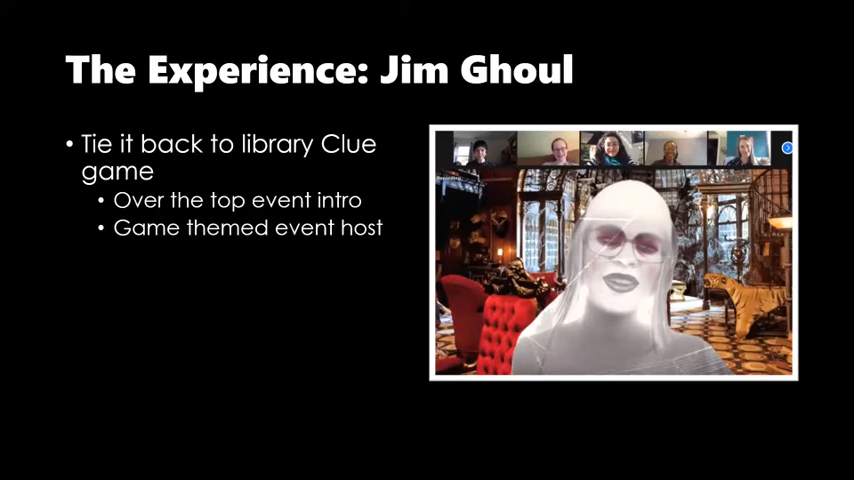 The Experience: Jim Ghoul
• Tie it back to library Clue
game
• Over the top event intro
• Game themed event host